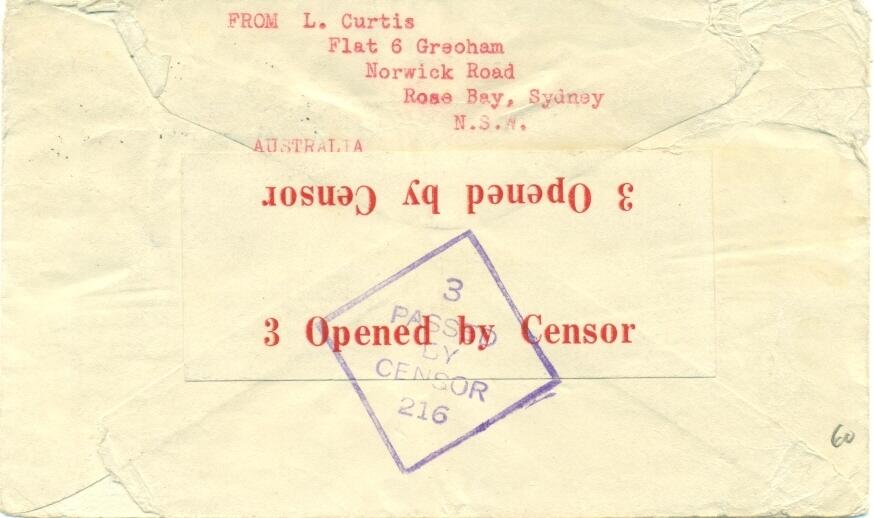 FROM L. Curtis
Flat 6 Greoham
Norwick Road
Rose Bay, Sydney
N.S.W.
AUSTRALIA
3 Opened by Censor
3 Opened by Censor
3
PASSED
BY
CENSOR
216
60